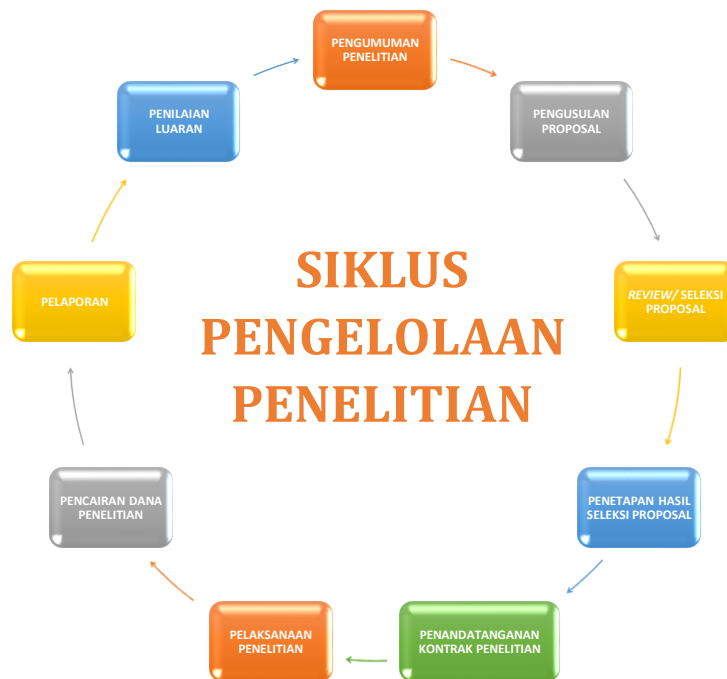 PENGUMUMAN
PENELITIAN
PENGUSULAN
PROPOSAL
REVIEW/ SELEKSI
PROPOSAL
PENETAPAN HASIL
SELEKSI PROPOSAL
PENANDATANGANAN
KONTRAK PENELITIAN
PELAKSANAAN
PENELITIAN
PENCAIRAN DANA
PENELITIAN
PELAPORAN
PENILAIAN
LUARAN
SIKLUS
PENGELOLAAN
PENELITIAN